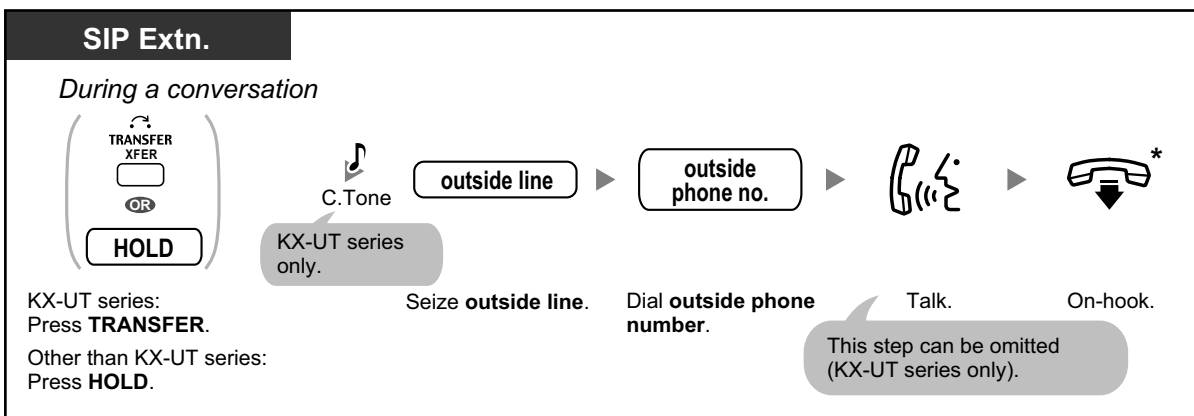 SIP Extn.
During a conversation
TRANSFER
XFER
OR
HOLD
KX-UT series:
Press TRANSFER.
Other than KX-UT series:
Press HOLD.
C.Tone
KX-UT series
only.
outside line
Seize outside line.
outside
phone no.
Dial outside phone
number.
Talk.
This step can be omitted
(KX-UT series only).
*
On-hook.